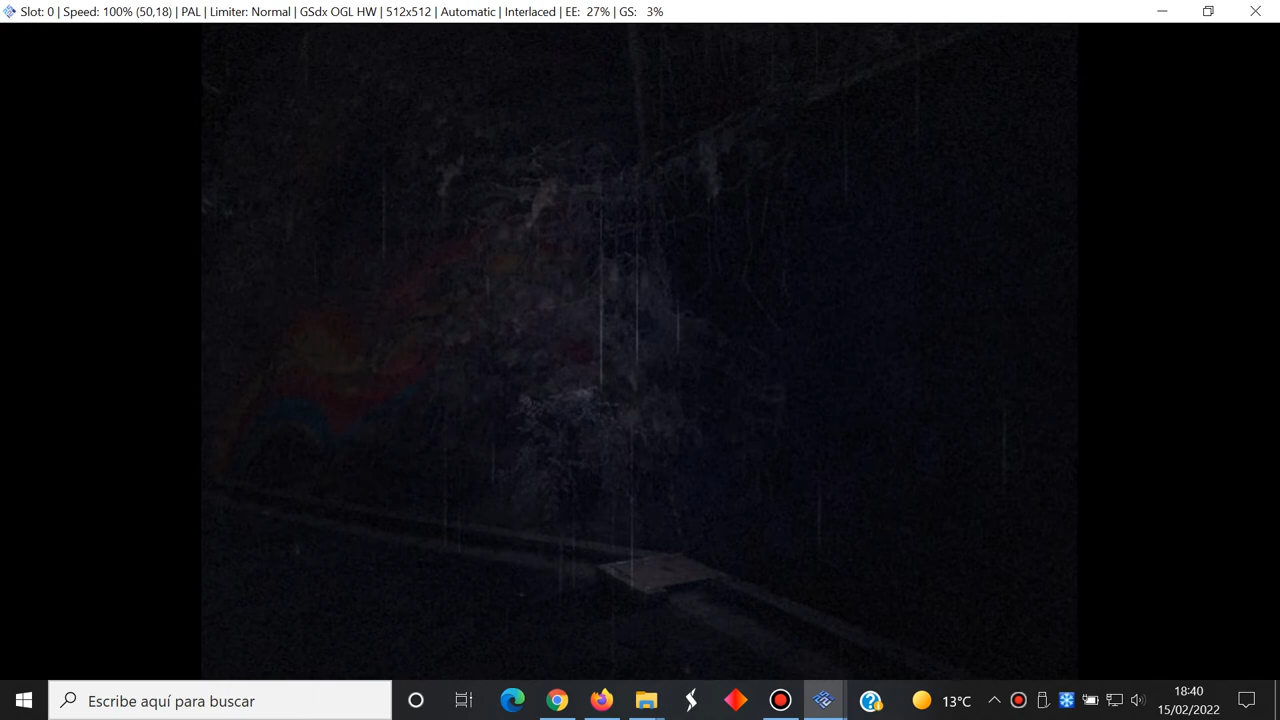 Slot: 0 | Speed: 100% (50,18) | PAL | Limiter: Normal | GSdx OGL HW | 512x512 | Automatic | Interlaced | EE: 27% | GS: 3%
Escribe aquí para buscar
13°C
18:40
15/02/2022